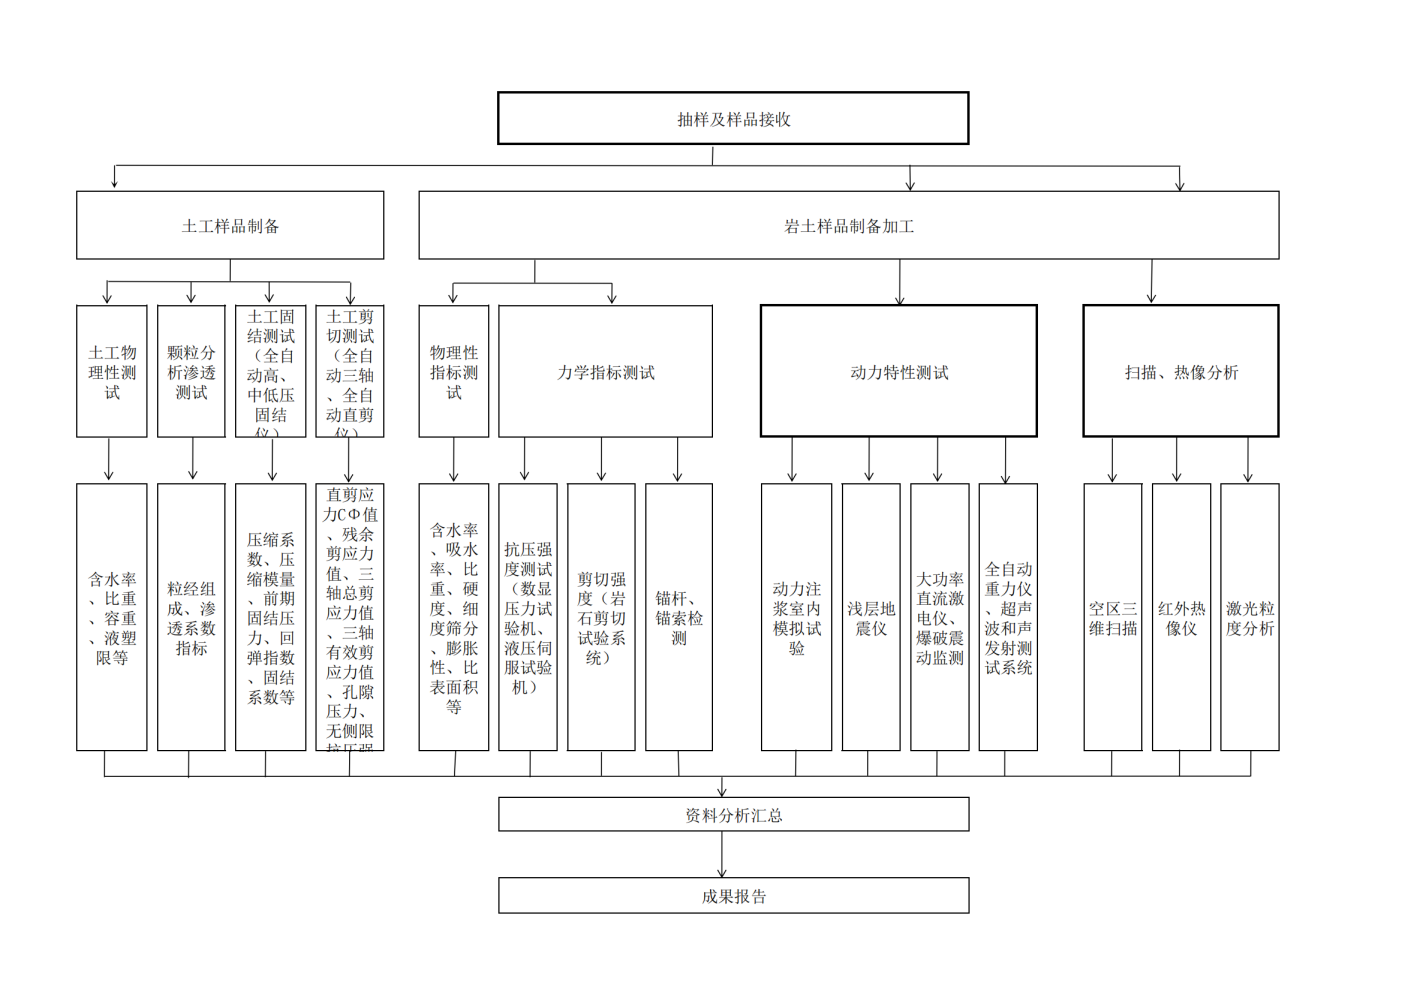 抽样及样品接收
土工样品制备
岩土样品制备加工
土工物
理性测
试
颗粒分
析渗透
测试
土工固
结测试
（全自
动高、
中低压
固结
仪）
土工剪
切测试
（全自
动三轴
、全自
动直剪
仪）
物理性
指标测
试
力学指标测试
动力特性测试
扫描、热像分析
含水率
、比重
、容重
、液塑
限等
粒经组
成、渗
透系数
指标
压缩系
数、压
缩模量
、前期
固结压
力、回
弹指数
、固结
系数等
直剪应
力CΦ值
、残余
剪应力
值、三
轴总剪
应力值
、三轴
有效剪
应力值
、孔隙
压力、
无侧限
抗压强
含水率
、吸水
率、比
重、硬
度、细
度筛分
、膨胀
性、比
表面积
等
抗压强
度测试
（数显
压力试
验机、
液压伺
服试验
机）
剪切强
度（岩
石剪切
试验系
统）
锚杆、
锚索检
测
动力注
浆室内
模拟试
验
浅层地
震仪
大功率
直流激
电仪、
爆破震
动监测
全自动
重力仪
、超声
波和声
发射测
试系统
空区三
维扫描
红外热
像仪
激光粒
度分析
资料分析汇总
成果报告